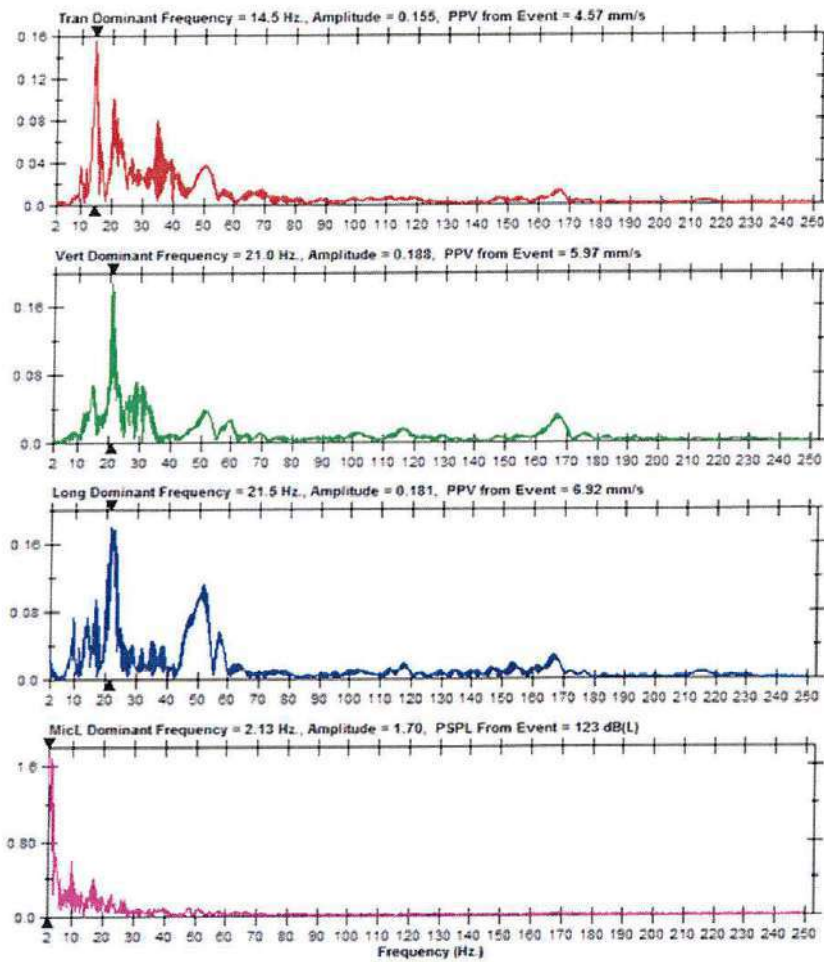 Tran Dominant Frequency = 14.5 Hz., Amplitude = 0.155, PPV from Event = 4.57 mm/s
0.16
0.12
0.08
0.04
0.0
2 10 20 30 40 50 60 70 80 90 100 110 120 130 140 150 160 170 180 190 200 210 220 230 250
Vert Dominant Frequency = 21.0 Hz., Amplitude = 0.188, PPV from Event = 5.97 mm/s
0.16
0.08
0.0
2 10 20 30 40 50 60 70 80 90 100 110 120 130 140 150 160 170 180 190 200 210 220 230 250
Long Dominant Frequency = 21.5 Hz., Amplitude = 0.181, PPV from Event = 6.92 mm/s
0.16
0.08
0.0
2 10 20 30 40 50 60 70 80 90 100 110 120 130 140 150 160 170 180 190 200 210 220 230 250
MicL Dominant Frequency = 2.13 Hz., Amplitude = 1.70, PSPL From Event = 123 dB(L)
1.6
0.80
0.0
2 10 20 30 40 50 60 70 80 90 100 110 120 130 140 150 160 170 180 190 200 210 220 230 250
Frequency (Hz.)